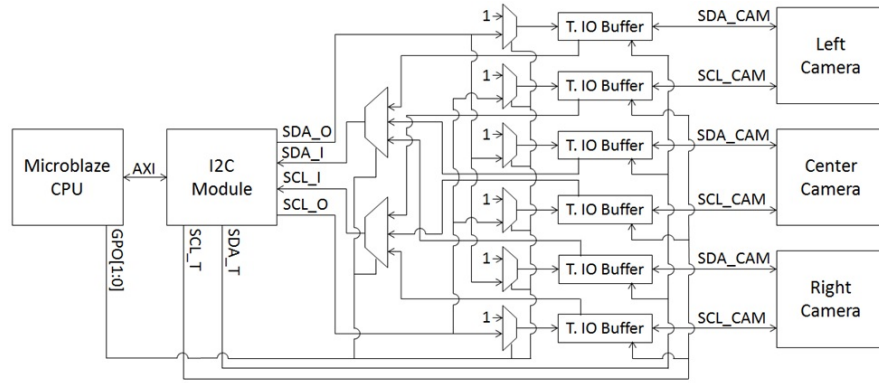 1
T. IO Buffer
SDA_CAM
Left
Camera
1
T. IO Buffer
SCL_CAM
SDA_O
SDA_I
SCL_I
SCL_O
Microblaze
CPU
AXI
I2C
Module
1
T. IO Buffer
SDA_CAM
Center
Camera
1
T. IO Buffer
SCL_CAM
GPO[1:0]
SCL_T
SDA_T
1
T. IO Buffer
SDA_CAM
Right
Camera
1
T. IO Buffer
SCL_CAM